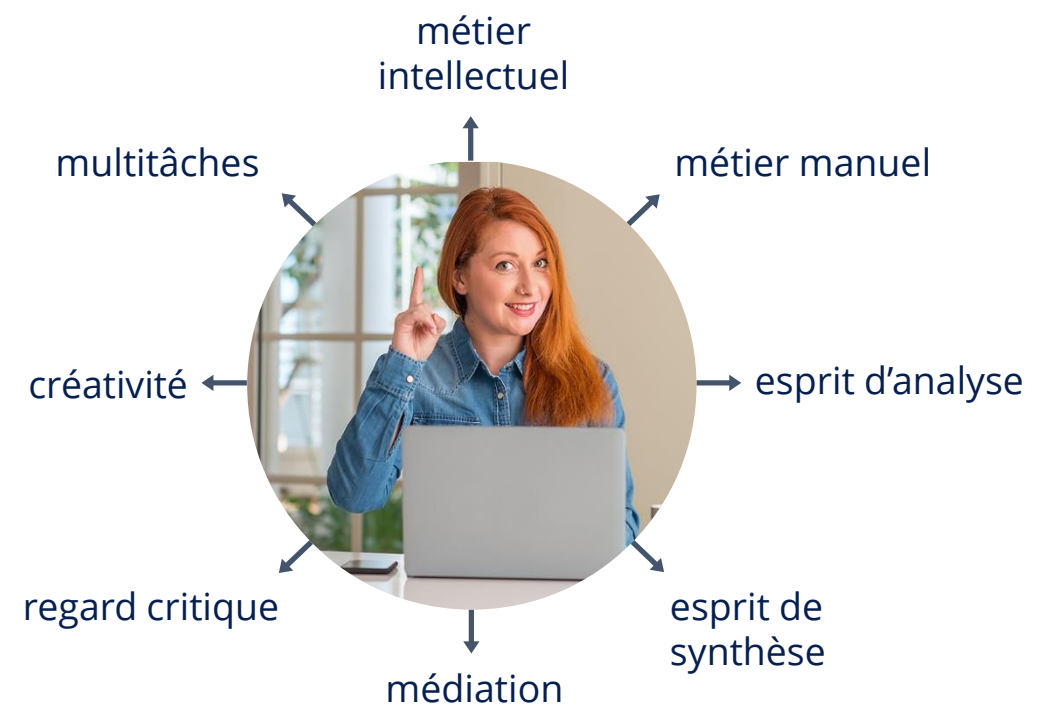 métier
intellectuel
multitâches
métier manuel
créativité
esprit d’analyse
regard critique
esprit de
synthèse
médiation